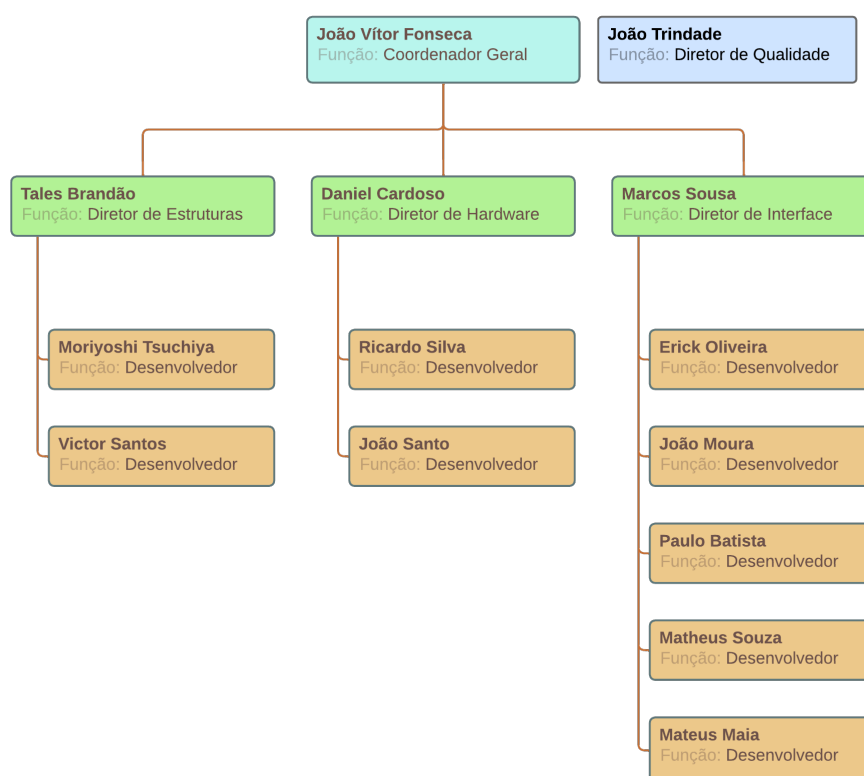 João Vítor Fonseca
Função: Coordenador Geral
João Trindade
Função: Diretor de Qualidade
Tales Brandão
Função: Diretor de Estruturas
Daniel Cardoso
Função: Diretor de Hardware
Marcos Sousa
Função: Diretor de Interface
Moriyoshi Tsuchiya
Função: Desenvolvedor
Ricardo Silva
Função: Desenvolvedor
Erick Oliveira
Função: Desenvolvedor
Victor Santos
Função: Desenvolvedor
João Santo
Função: Desenvolvedor
João Moura
Função: Desenvolvedor
Paulo Batista
Função: Desenvolvedor
Matheus Souza
Função: Desenvolvedor
Mateus Maia
Função: Desenvolvedor